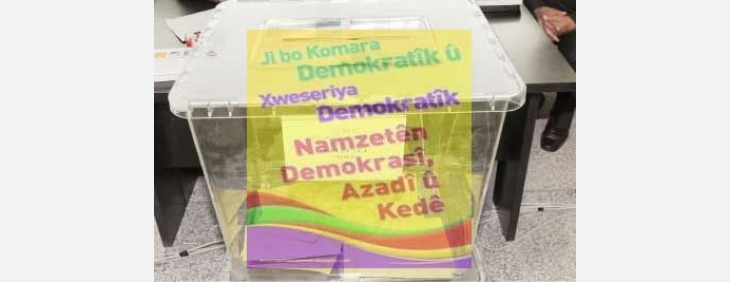 Ji bo Komara
Demokratîk û
Xweseriya
Demokratîk
Namzetên
Demokrasî,
Azadî û
Kedê